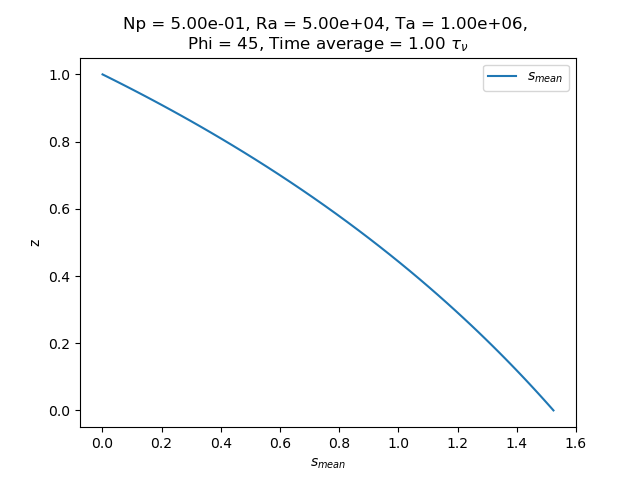 Np = 5.00e-01, Ra = 5.00e+04, Ta = 1.00e+06,
Phi = 45, Time average = 1.00 τν
s_mean
1.0
0.8
0.6
0.4
0.2
0.0
z
0.0 0.2 0.4 0.6 0.8 1.0 1.2 1.4 1.6
s_mean